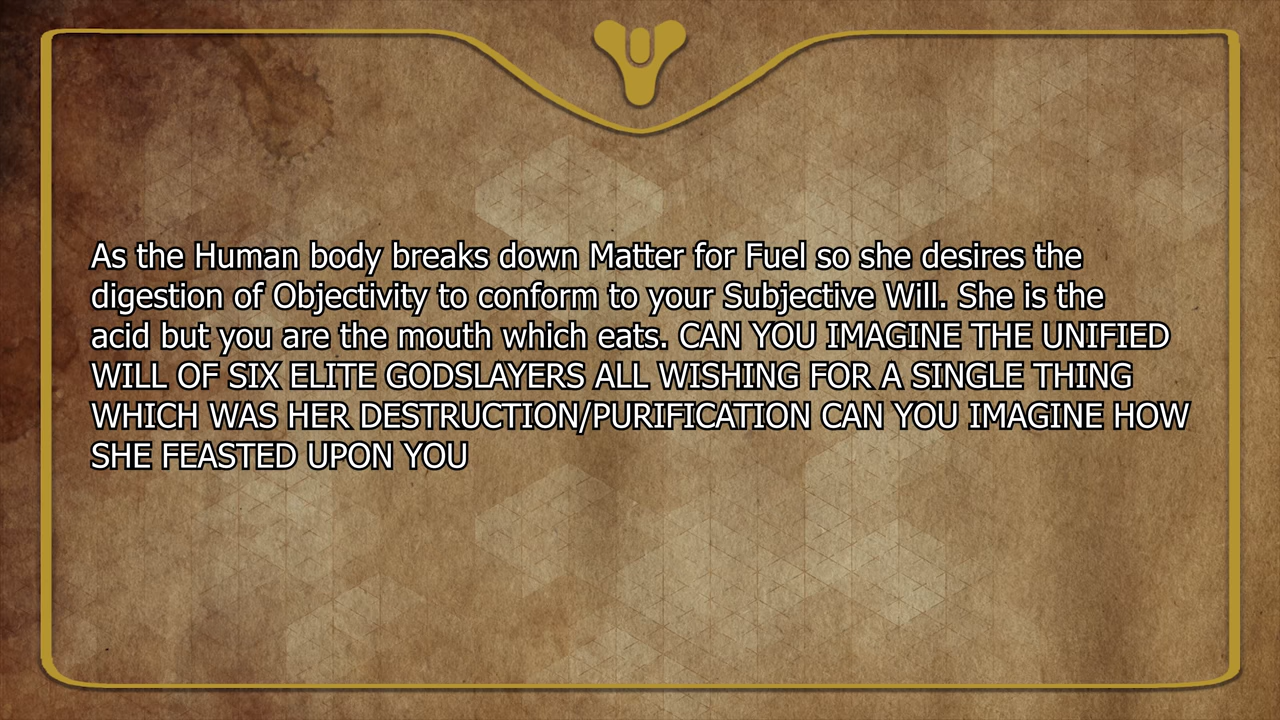 As the Human body breaks down Matter for Fuel so she desires the
digestion of Objectivity to conform to your Subjective Will. She is the
acid but you are the mouth which eats. CAN YOU IMAGINE THE UNIFIED
WILL OF SIX ELITE GODSLAYERS ALL WISHING FOR A SINGLE THING
WHICH WAS HER DESTRUCTION/PURIFICATION CAN YOU IMAGINE HOW
SHE FEASTED UPON YOU